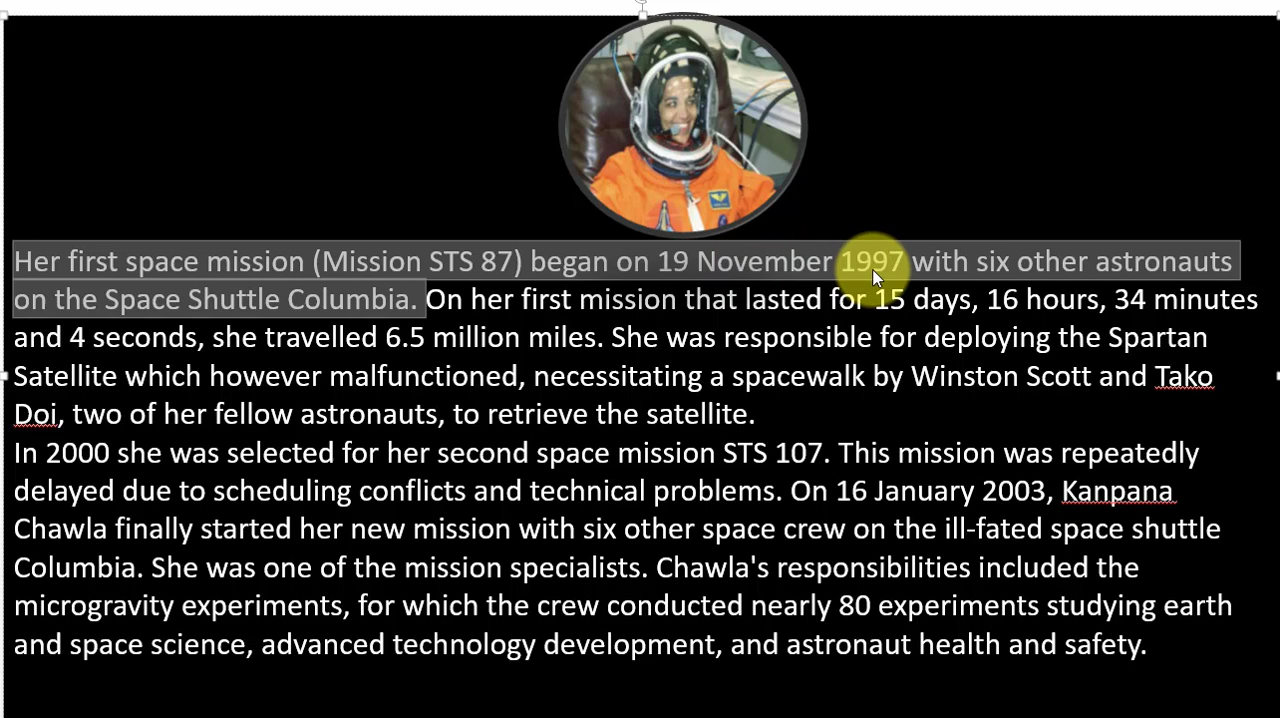 Her first space mission (Mission STS 87) began on 19 November 1997 with six other astronauts
on the Space Shuttle Columbia. On her first mission that lasted for 15 days, 16 hours, 34 minutes
and 4 seconds, she travelled 6.5 million miles. She was responsible for deploying the Spartan
Satellite which however malfunctioned, necessitating a spacewalk by Winston Scott and Tako
Doi, two of her fellow astronauts, to retrieve the satellite.
In 2000 she was selected for her second space mission STS 107. This mission was repeatedly
delayed due to scheduling conflicts and technical problems. On 16 January 2003, Kanpana
Chawla finally started her new mission with six other space crew on the ill-fated space shuttle
Columbia. She was one of the mission specialists. Chawla's responsibilities included the
microgravity experiments, for which the crew conducted nearly 80 experiments studying earth
and space science, advanced technology development, and astronaut health and safety.